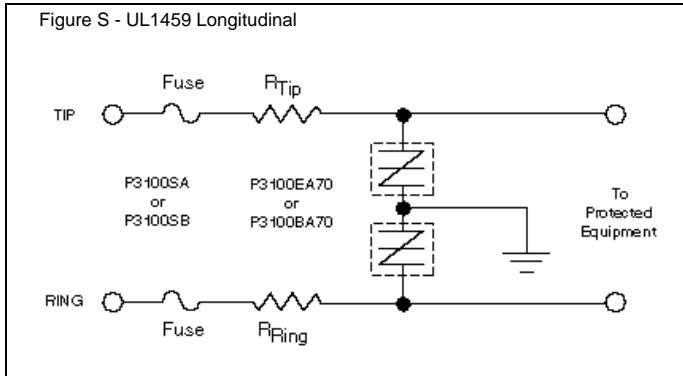 Figure S - UL1459 Longitudinal
Fuse
RTip
TIP
P3100SA
or
P3100SB
P3100EA70
or
P3100BA70
To
Protected
Equipment
RING
Fuse
RRing